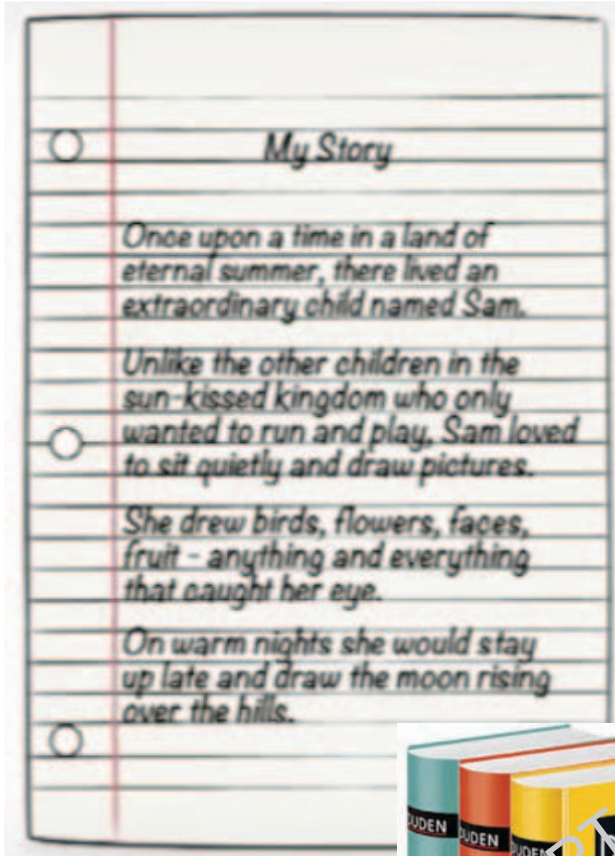 My Story
Once upon a time in a land of
eternal summer, there lived an
extraordinary child named Sam.
Unlike the other children in the
sun-kissed kingdom who only
wanted to run and play, Sam loved
to sit quietly and draw pictures.
She drew birds, flowers, faces,
fruit - anything and everything
that caught her eye.
On warm nights she would stay
up late and draw the moon rising
over the hills.
DUDEN
DUDEN
DUDEN